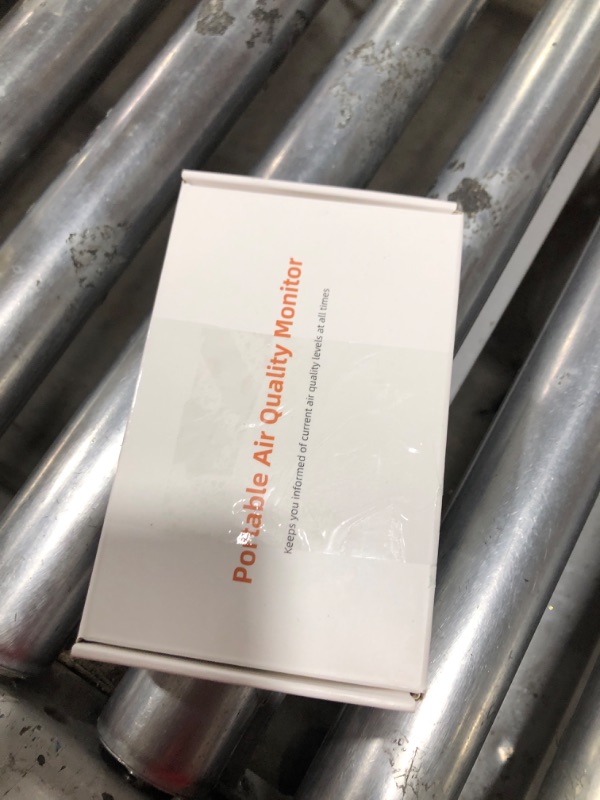 Portable Air Quality Monitor
Keeps you informed of current air quality levels at all times